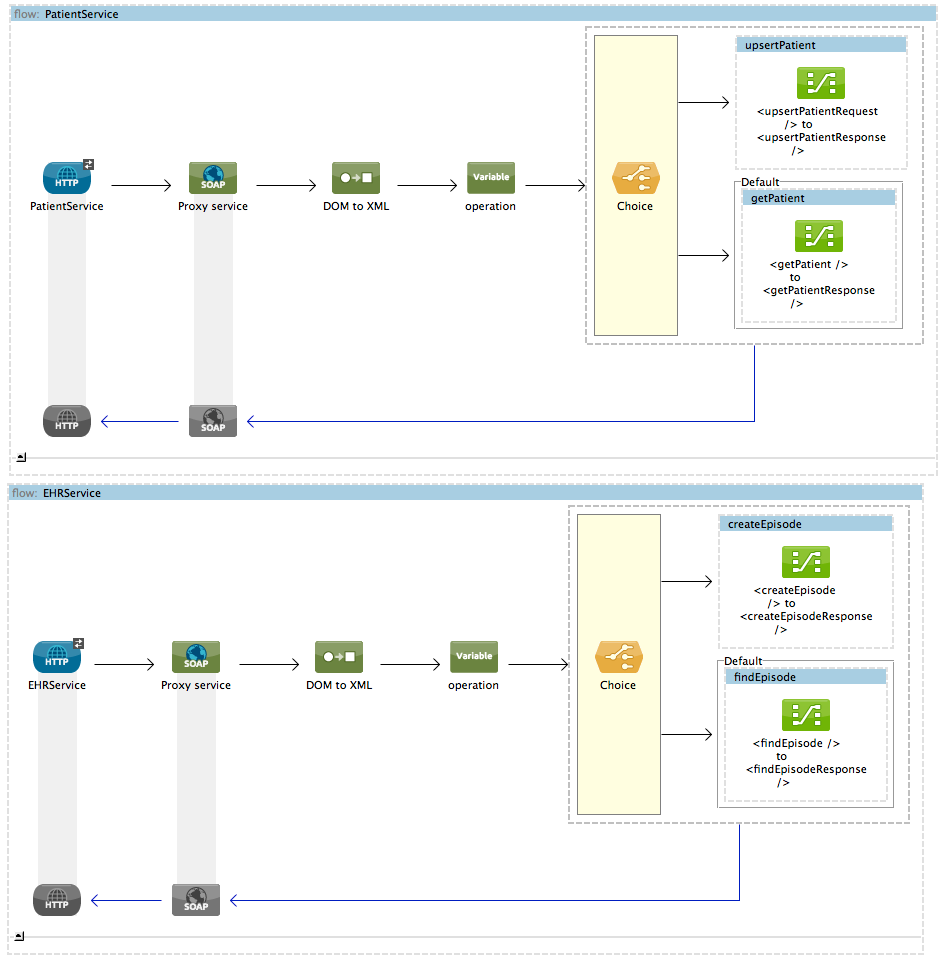 flow: PatientService
upsertPatient
<upsertPatientRequest
/> to
<upsertPatientResponse
/>
HTTP
PatientService
SOAP
Proxy service
DOM to XML
Variable
operation
Choice
Default
getPatient
<getPatient />
to
<getPatientResponse
/>
HTTP
SOAP
flow: EHRService
createEpisode
<createEpisode
/> to
<createEpisodeResponse
/>
HTTP
EHRService
SOAP
Proxy service
DOM to XML
Variable
operation
Choice
Default
findEpisode
<findEpisode />
to
<findEpisodeResponse
/>
HTTP
SOAP